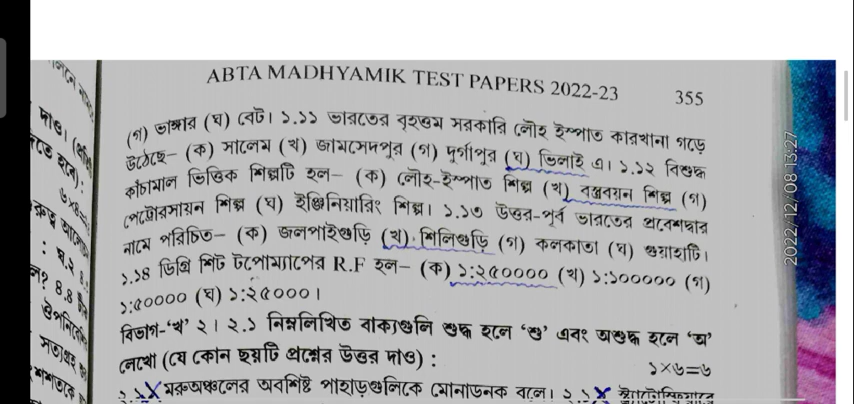 ABTA MADHYAMIK TEST PAPERS 2022-23 355
(গ) ভাঙ্গার (ঘ) বেট। ১.১১ ভারতের বৃহত্তম সরকারি লৌহ ইস্পাত কারখানা গড়ে
উঠেছে– (ক) সালেম (খ) জামসেদপুর (গ) দুর্গাপুর (ঘ) ভিলাই এ। ১.১২ বিশুদ্ধ
কাঁচামাল ভিত্তিক শিল্পটি হল– (ক) লৌহ-ইস্পাত শিল্প (খ) বস্ত্রবয়ন শিল্প (গ)
পেট্রোরসায়ন শিল্প (ঘ) ইঞ্জিনিয়ারিং শিল্প। ১.১৩ উত্তর-পূর্ব ভারতের প্রবেশদ্বার
নামে পরিচিত– (ক) জলপাইগুড়ি (খ) শিলিগুড়ি (গ) কলকাতা (ঘ) গুয়াহাটি।
১.১৪ ডিগ্রি শিট টপোম্যাপের R.F হল– (ক) ১:২৫০০০০ (খ) ১:১০০০০০ (গ)
১:৫০০০০ (ঘ) ১:২৫০০০।
বিভাগ-‘খ’ ২। ২.১ নিম্নলিখিত বাক্যগুলি শুদ্ধ হলে ‘শু’ এবং অশুদ্ধ হলে ‘অ’
লেখো (যে কোন ছয়টি প্রশ্নের উত্তর দাও) : ১×৬=৬
মরুঅঞ্চলের অবশিষ্ট পাহাড়গুলিকে মোনাডনক বলে।
2022/12/08 13:27